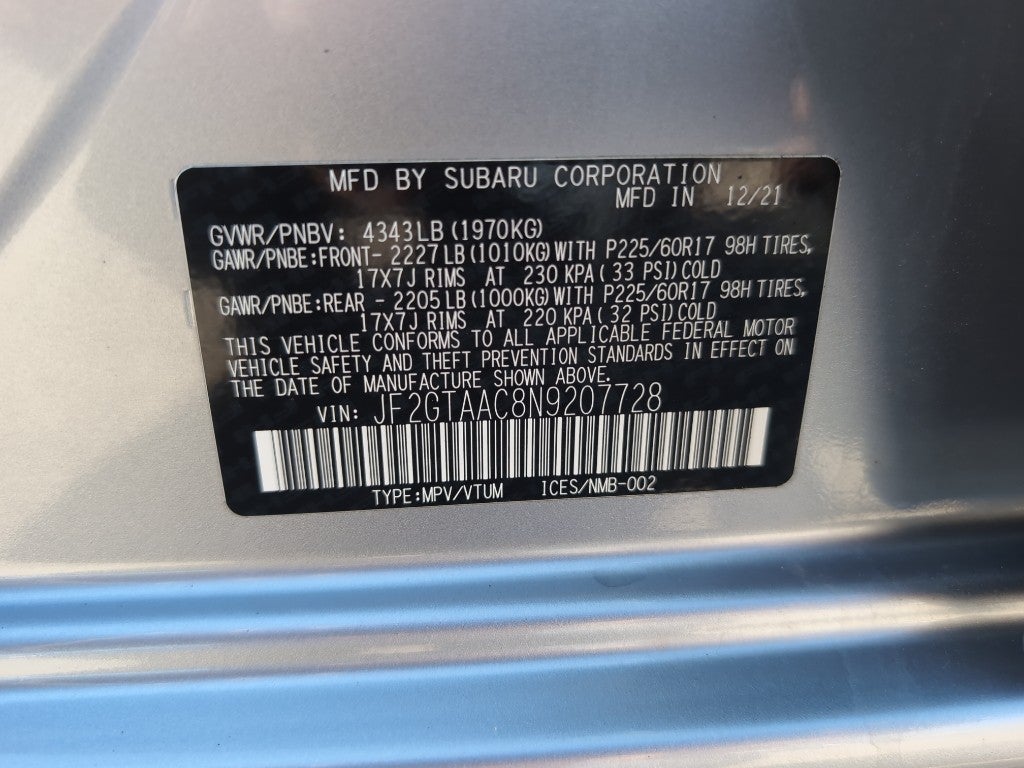 MFD BY SUBARU CORPORATION
MFD IN 12/21
GVWR/PNBV: 4343LB (1970KG)
GAWR/PNBE:FRONT- 2227LB (1010KG) WITH P225/60R17 98H TIRES,
17X7J RIMS AT 230 KPA ( 33 PSI) COLD
GAWR/PNBE:REAR - 2205LB (1000KG) WITH P225/60R17 98H TIRES,
17X7J RIMS AT 220 KPA ( 32 PSI) COLD
THIS VEHICLE CONFORMS TO ALL APPLICABLE FEDERAL MOTOR
VEHICLE SAFETY AND THEFT PREVENTION STANDARDS IN EFFECT ON
THE DATE OF MANUFACTURE SHOWN ABOVE.
VIN: JF2GTAAC8N9207728
TYPE:MPV/VTUM ICES/NMB-002